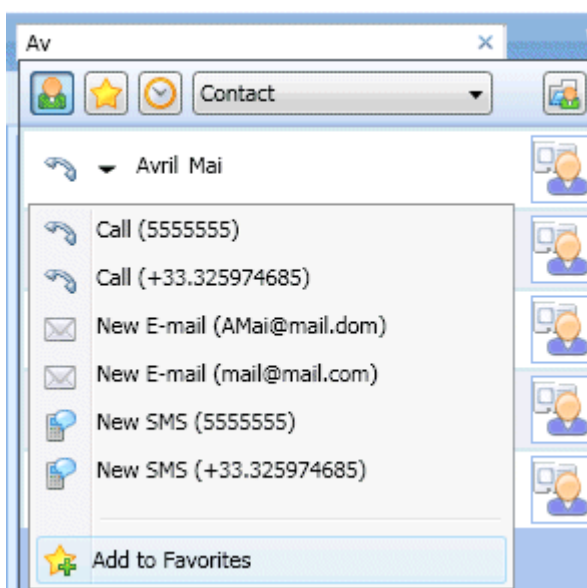 Av
Contact
Avril Mai
Call (5555555)
Call (+33.325974685)
New E-mail (AMai@mail.dom)
New E-mail (mail@mail.com)
New SMS (5555555)
New SMS (+33.325974685)
Add to Favorites